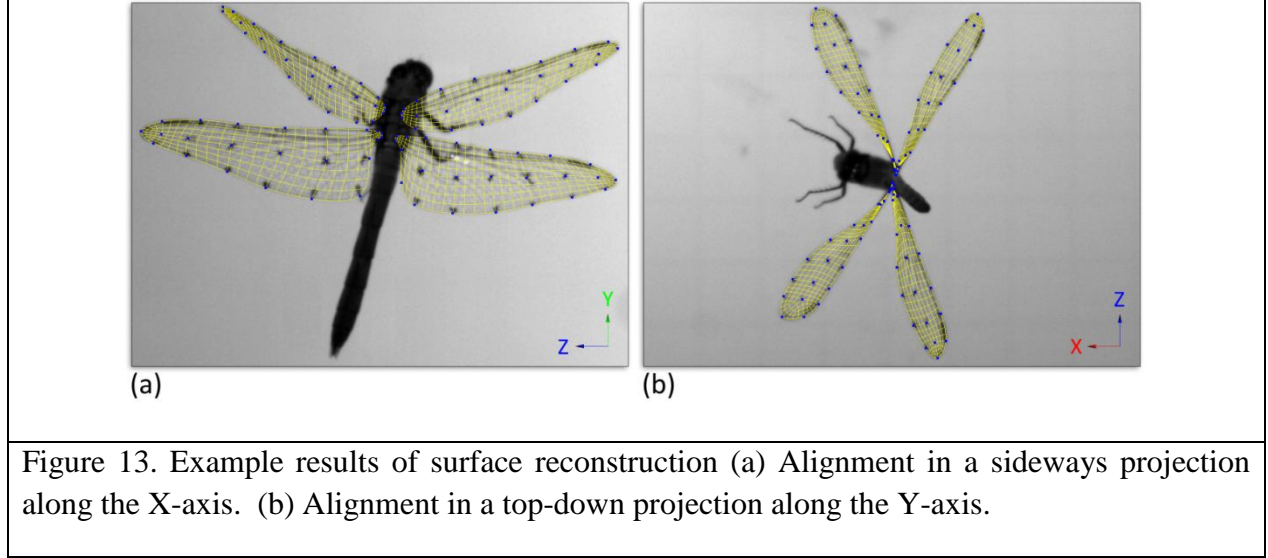 Y
Z
Z
X
(a)
(b)
Figure 13. Example results of surface reconstruction (a) Alignment in a sideways projection
along the X-axis. (b) Alignment in a top-down projection along the Y-axis.